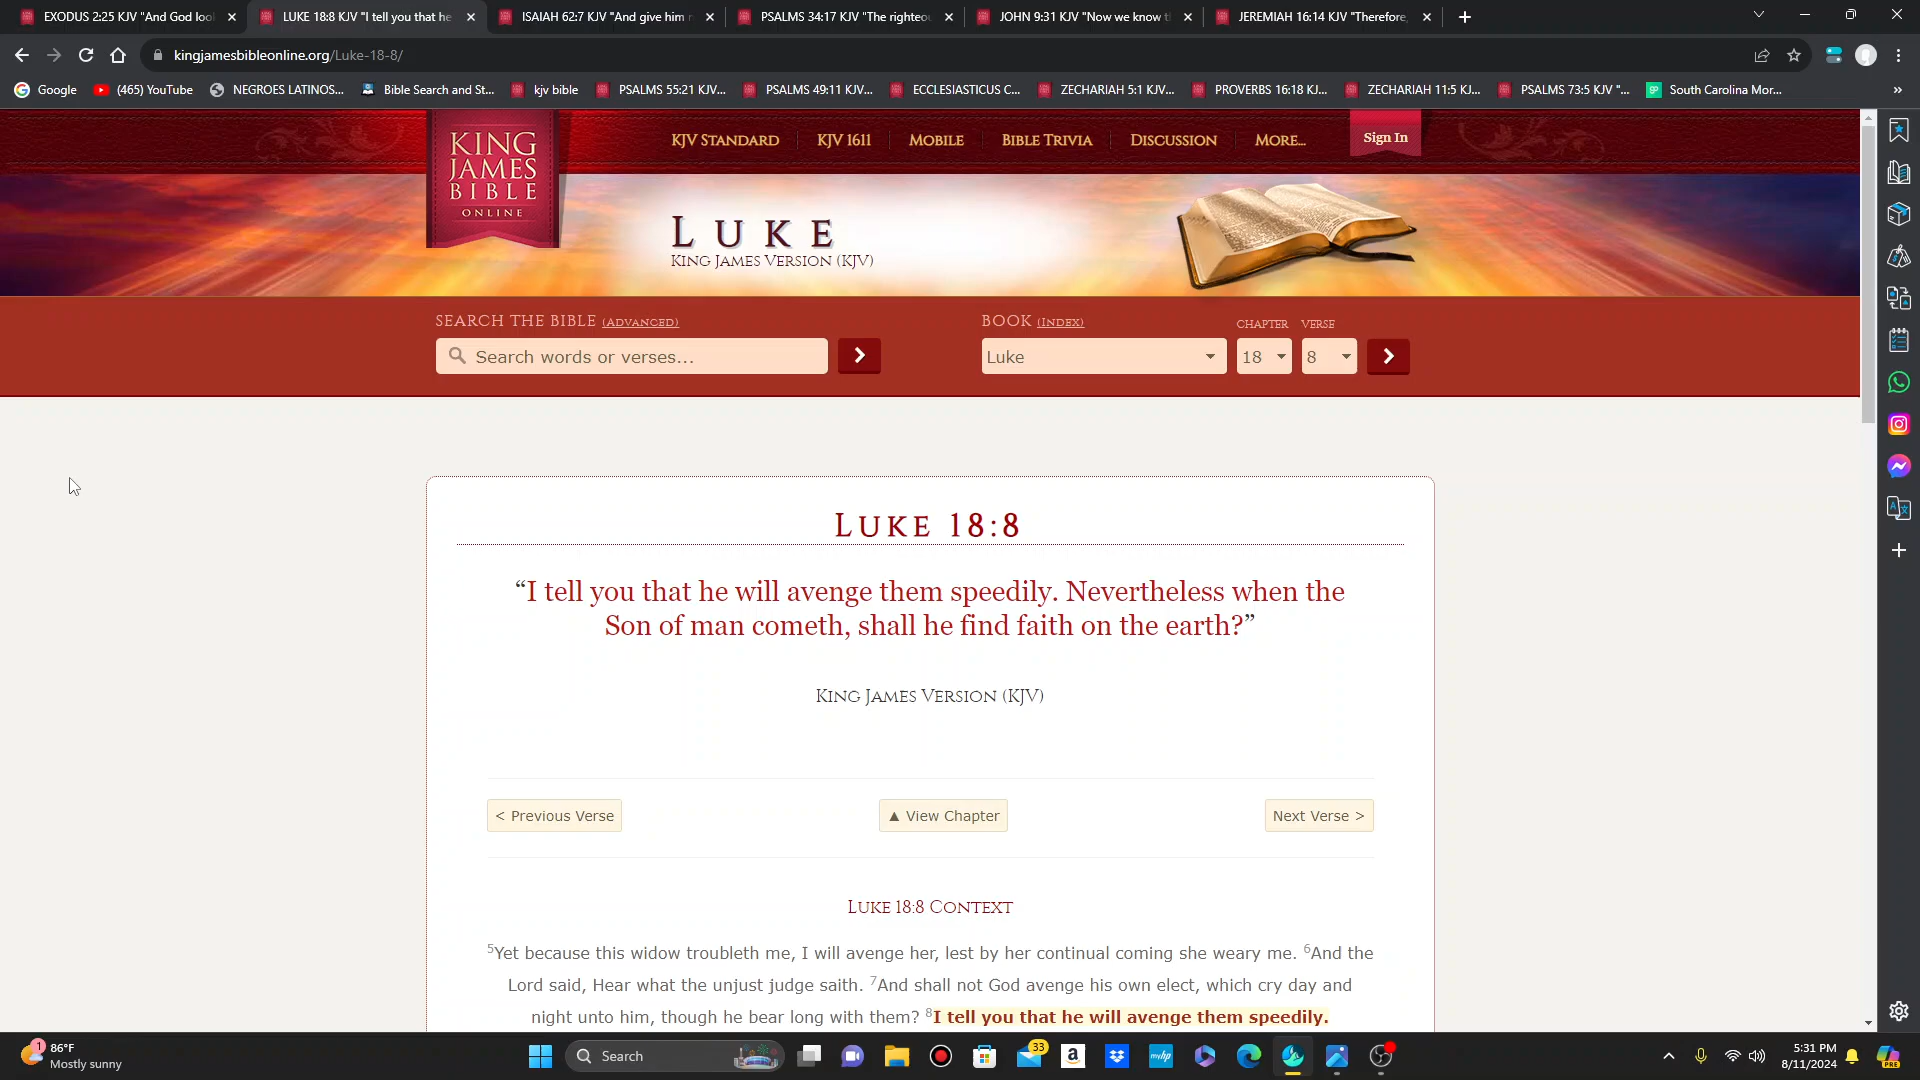 EXODUS 2:25 KJV "And God loo
LUKE 18:8 KJV "I tell you that he
ISAIAH 62:7 KJV "And give him
PSALMS 34:17 KJV "The righteou
JOHN 9:31 KJV "Now we know t
JEREMIAH 16:14 KJV "Therefore,
kingjamesbibleonline.org/Luke-18-8/
Google
(465) YouTube
NEGROES LATINOS...
Bible Search and St...
kjv bible
PSALMS 55:21 KJV...
PSALMS 49:11 KJV...
ECCLESIASTICUS C...
ZECHARIAH 5:1 KJV...
PROVERBS 16:18 KJ...
ZECHARIAH 11:5 KJ...
PSALMS 73:5 KJV "...
South Carolina Mor...
»
KING
JAMES
BIBLE
ONLINE
KJV STANDARD
KJV 1611
MOBILE
BIBLE TRIVIA
DISCUSSION
MORE...
Sign In
LUKE
KING JAMES VERSION (KJV)
SEARCH THE BIBLE (ADVANCED)
Search words or verses...
BOOK (INDEX)
CHAPTER
VERSE
Luke
18
8
LUKE 18:8
“I tell you that he will avenge them speedily. Nevertheless when the
Son of man cometh, shall he find faith on the earth?”
KING JAMES VERSION (KJV)
< Previous Verse
▲ View Chapter
Next Verse >
LUKE 18:8 CONTEXT
5Yet because this widow troubleth me, I will avenge her, lest by her continual coming she weary me. 6And the
Lord said, Hear what the unjust judge saith. 7And shall not God avenge his own elect, which cry day and
night unto him, though he bear long with them? 8I tell you that he will avenge them speedily.
1
86°F
Mostly sunny
Search
33
a
myhp
5:31 PM
8/11/2024
PRE